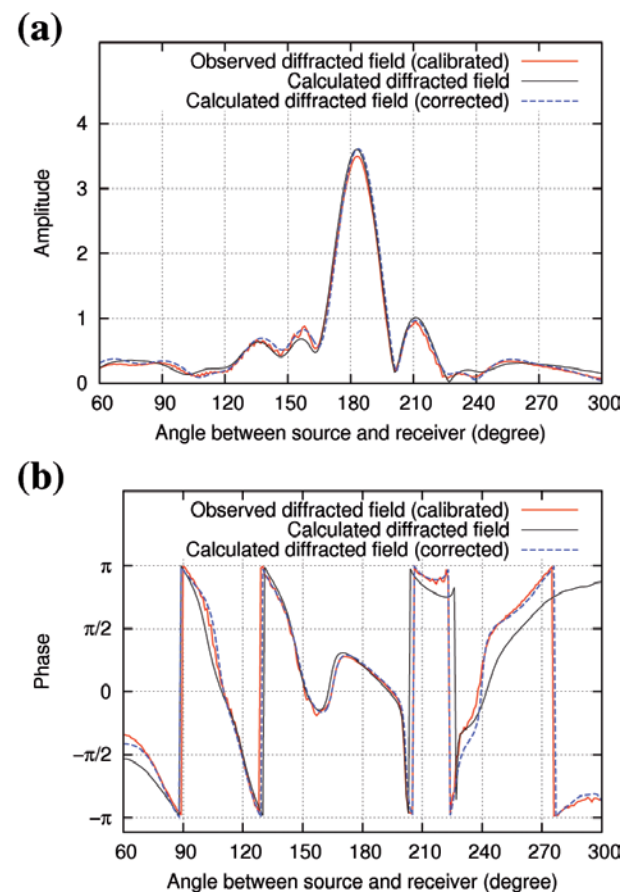 (a)
Observed diffracted field (calibrated)
Calculated diffracted field
Calculated diffracted field (corrected)
4
3
2
1
0
Amplitude
60 90 120 150 180 210 240 270 300
Angle between source and receiver (degree)
(b)
Observed diffracted field (calibrated)
Calculated diffracted field
Calculated diffracted field (corrected)
π
π/2
0
−π/2
−π
Phase
60 90 120 150 180 210 240 270 300
Angle between source and receiver (degree)